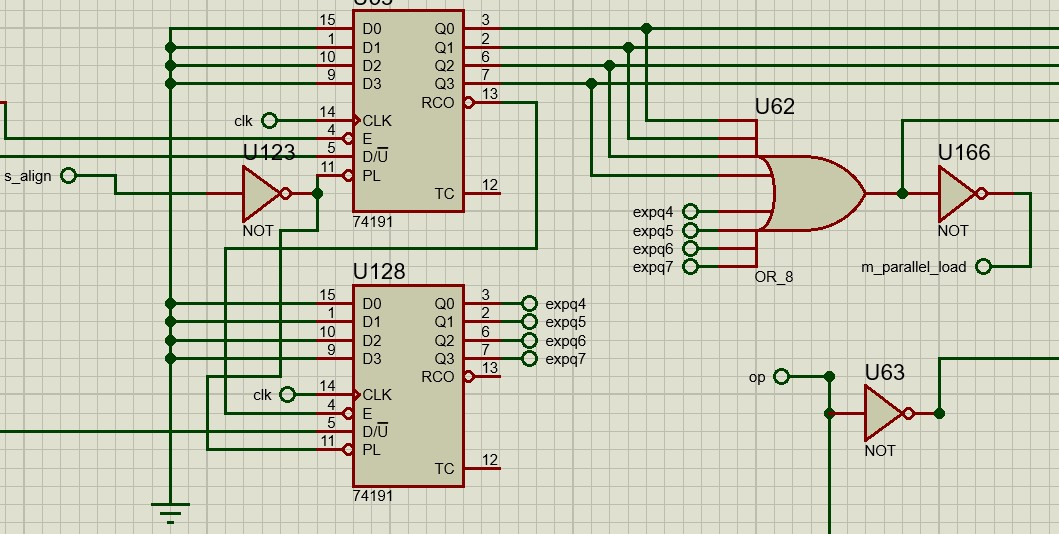 15 D0 Q0 3
1 D1 Q1 2
10 D2 Q2 6
9 D3 Q3 7
RCO 13
clk 14 CLK
4 E
5 D/U
s_align U123 11 PL
TC 12
NOT 74191
U62
expq4
expq5
expq6
expq7
OR_8
U166
NOT
m_parallel_load
U128
15 D0 Q0 3 expq4
1 D1 Q1 2 expq5
10 D2 Q2 6 expq6
9 D3 Q3 7 expq7
RCO 13
clk 14 CLK
4 E
5 D/U
11 PL
TC 12
74191
op
U63
NOT